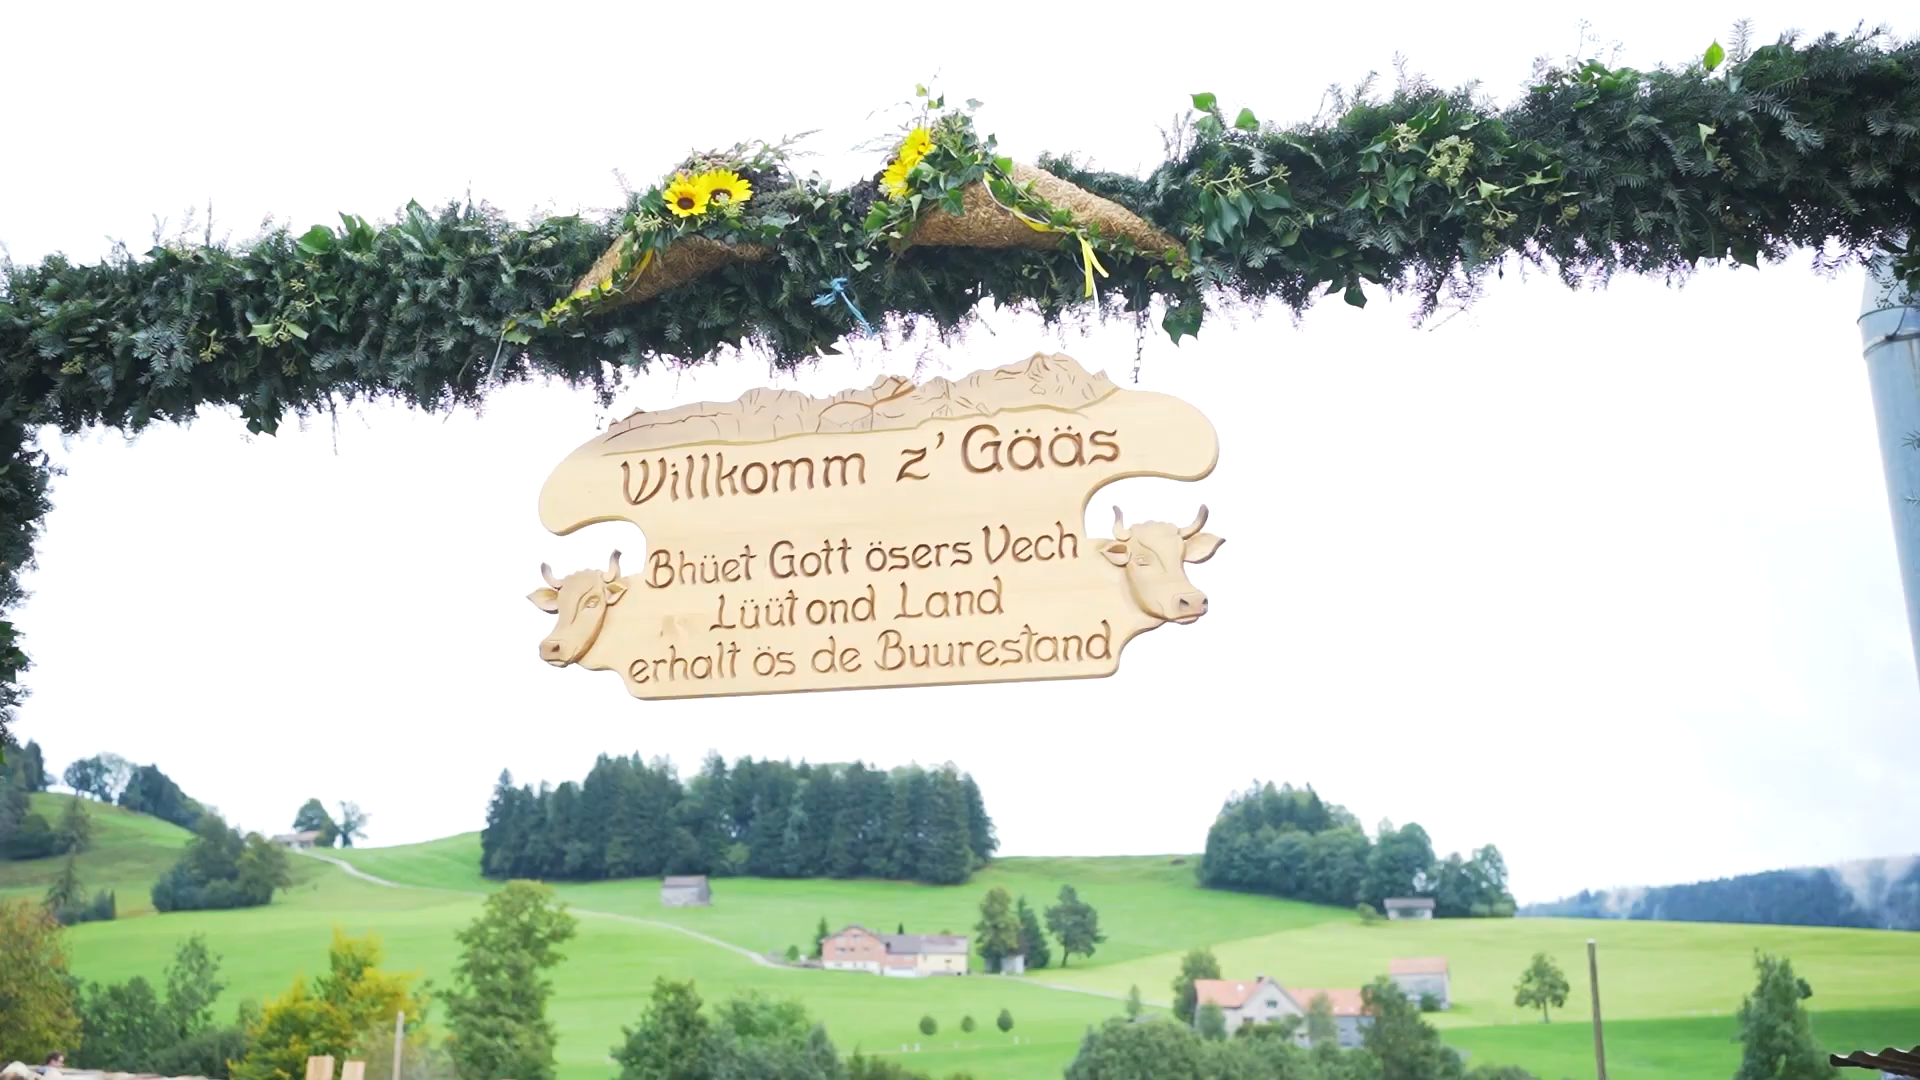 Willkomm z' Gääs
Bhüet Gott ösers Vech
Lüüt ond Land
erhalt ös de Buurestand